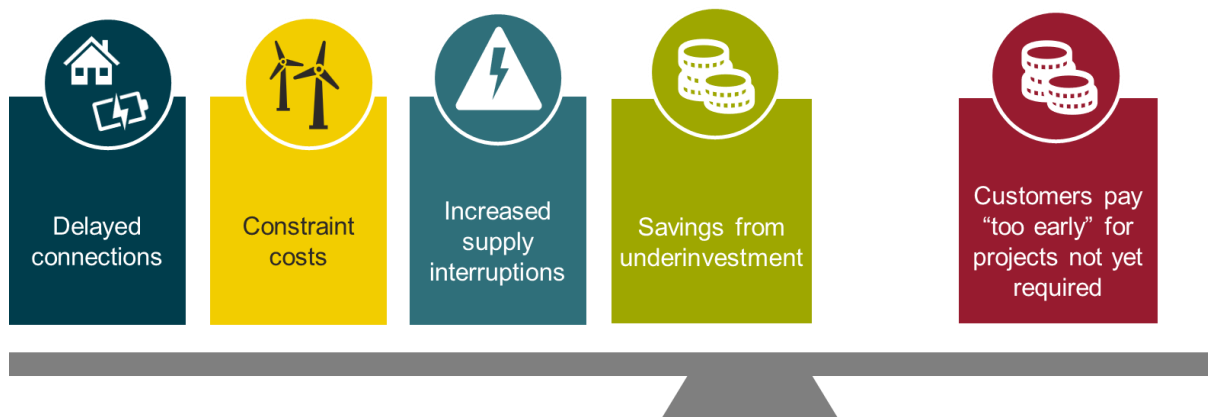 Delayed
connections
Constraint
costs
Increased
supply
interruptions
Savings from
underinvestment
Customers pay
“too early” for
projects not yet
required